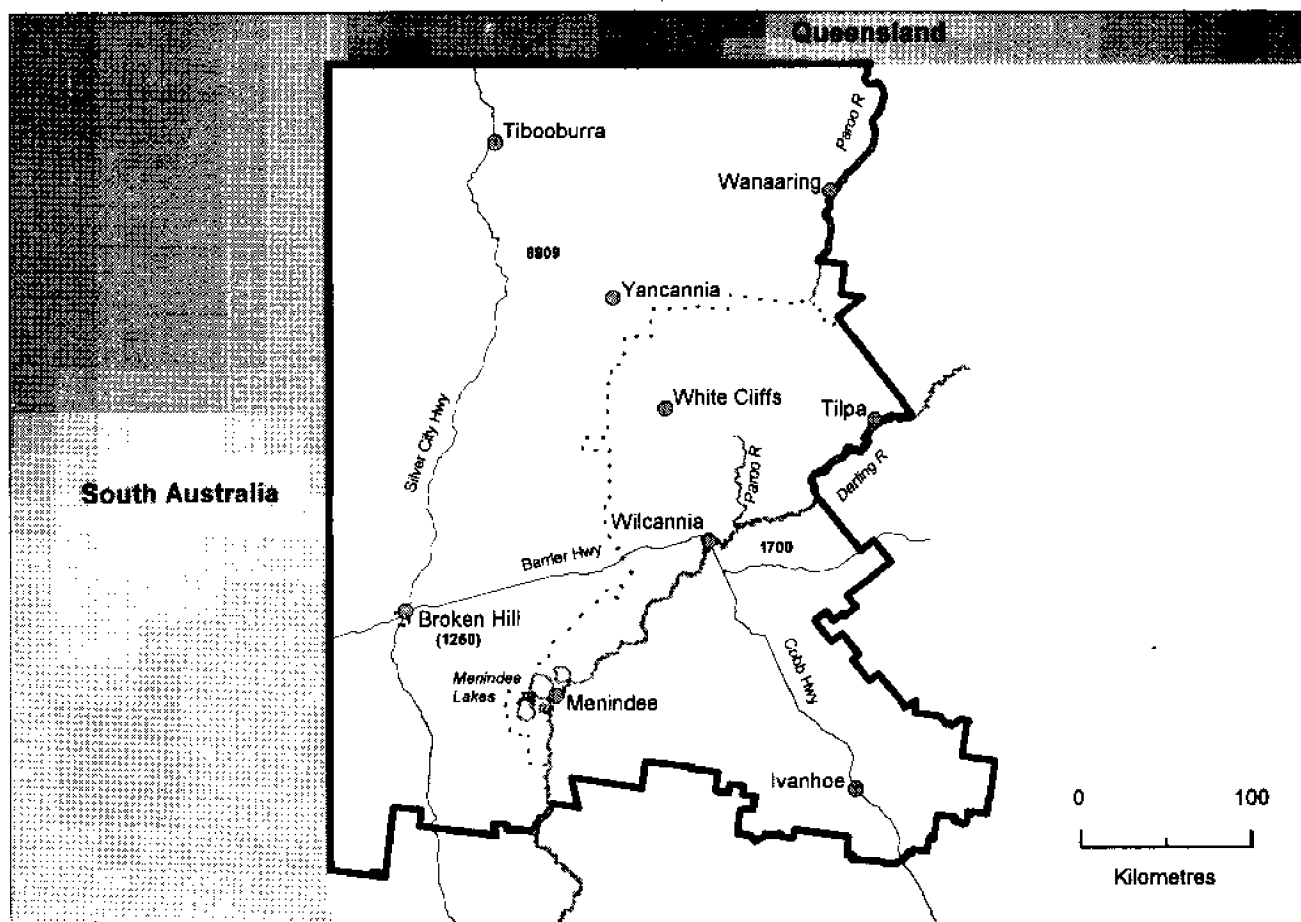 Queensland
Paroo R
Tibooburra
Wanaaring
8909
Yancannia
White Cliffs
Tilpa
Silver City Hwy
Paroo R
Darling R
South Australia
Wilcannia
1700
Barrier Hwy
Broken Hill
(1260)
Cobb Hwy
Menindee
Lakes
Menindee
Ivanhoe
0 100
Kilometres